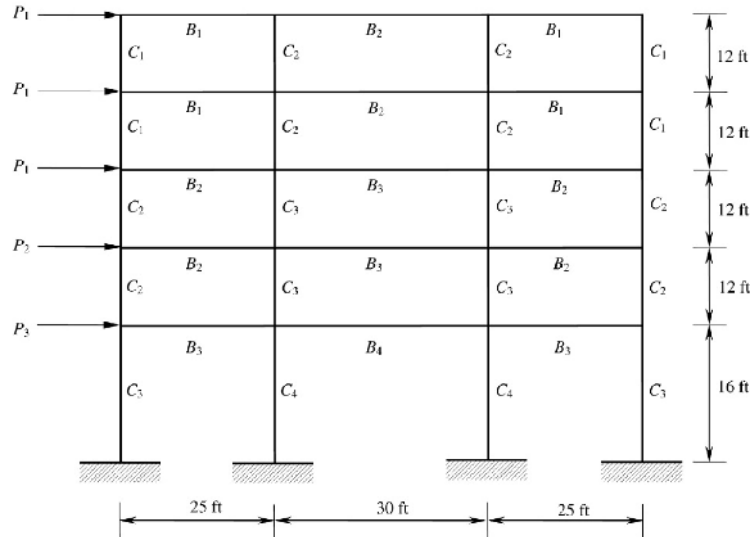 P₁
B₁ B₂ B₁
C₁ C₂ C₂ C₁ 12 ft
P₁
B₁ B₂ B₁
C₁ C₂ C₂ C₁ 12 ft
P₁
B₂ B₃ B₂
C₂ C₃ C₃ C₂ 12 ft
P₂
B₂ B₃ B₂
C₂ C₃ C₃ C₂ 12 ft
P₃
B₃ B₄ B₃
C₃ C₄ C₄ C₃ 16 ft
25 ft 30 ft 25 ft